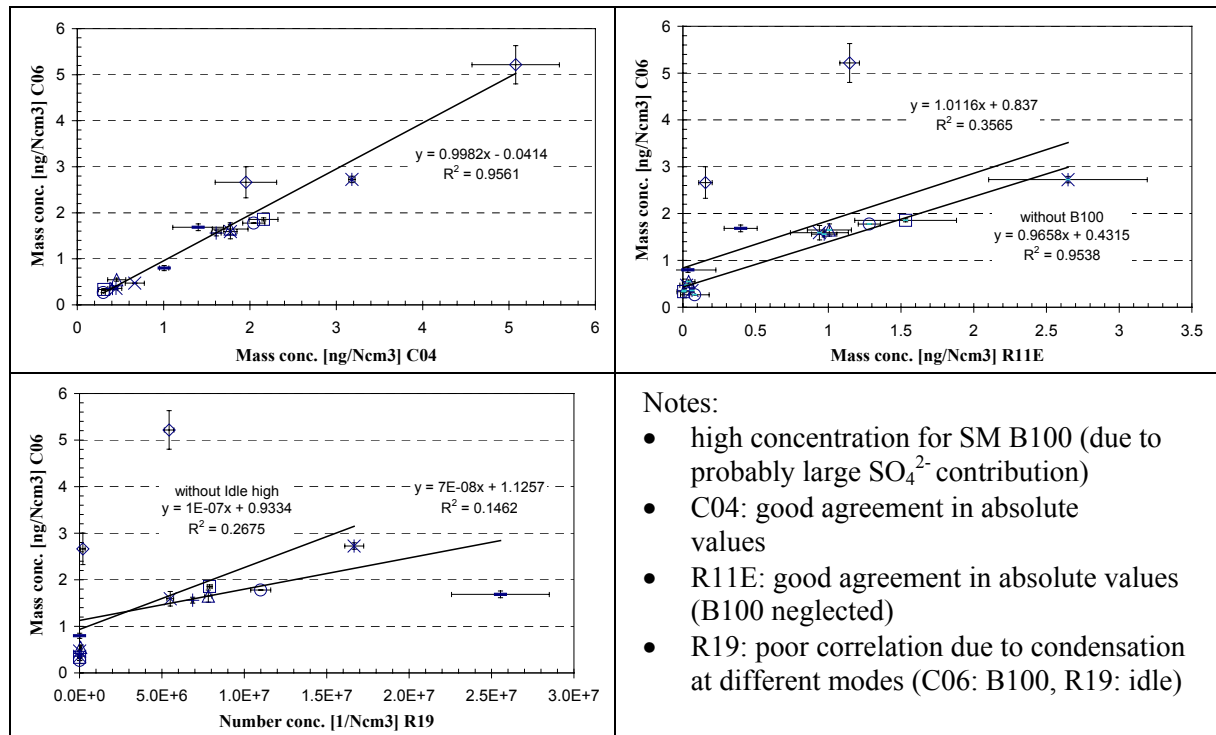 6
5
4
3
2
1
0
Mass conc. [ng/Ncm3] C06
y = 0.9982x - 0.0414
R² = 0.9561
0 1 2 3 4 5 6
Mass conc. [ng/Ncm3] C04
6
5
4
3
2
1
0
Mass conc. [ng/Ncm3] C06
y = 1.0116x + 0.837
R² = 0.3565
without B100
y = 0.9658x + 0.4315
R² = 0.9538
0 0.5 1 1.5 2 2.5 3 3.5
Mass conc. [ng/Ncm3] R11E
6
5
4
3
2
1
0
Mass conc. [ng/Ncm3] C06
without Idle high
y = 1E-07x + 0.9334
R² = 0.2675
y = 7E-08x + 1.1257
R² = 0.1462
0.0E+0 5.0E+6 1.0E+7 1.5E+7 2.0E+7 2.5E+7 3.0E+7
Number conc. [1/Ncm3] R19
Notes:
• high concentration for SM B100 (due to
probably large SO₄²⁻ contribution)
• C04: good agreement in absolute
values
• R11E: good agreement in absolute values
(B100 neglected)
• R19: poor correlation due to condensation
at different modes (C06: B100, R19: idle)